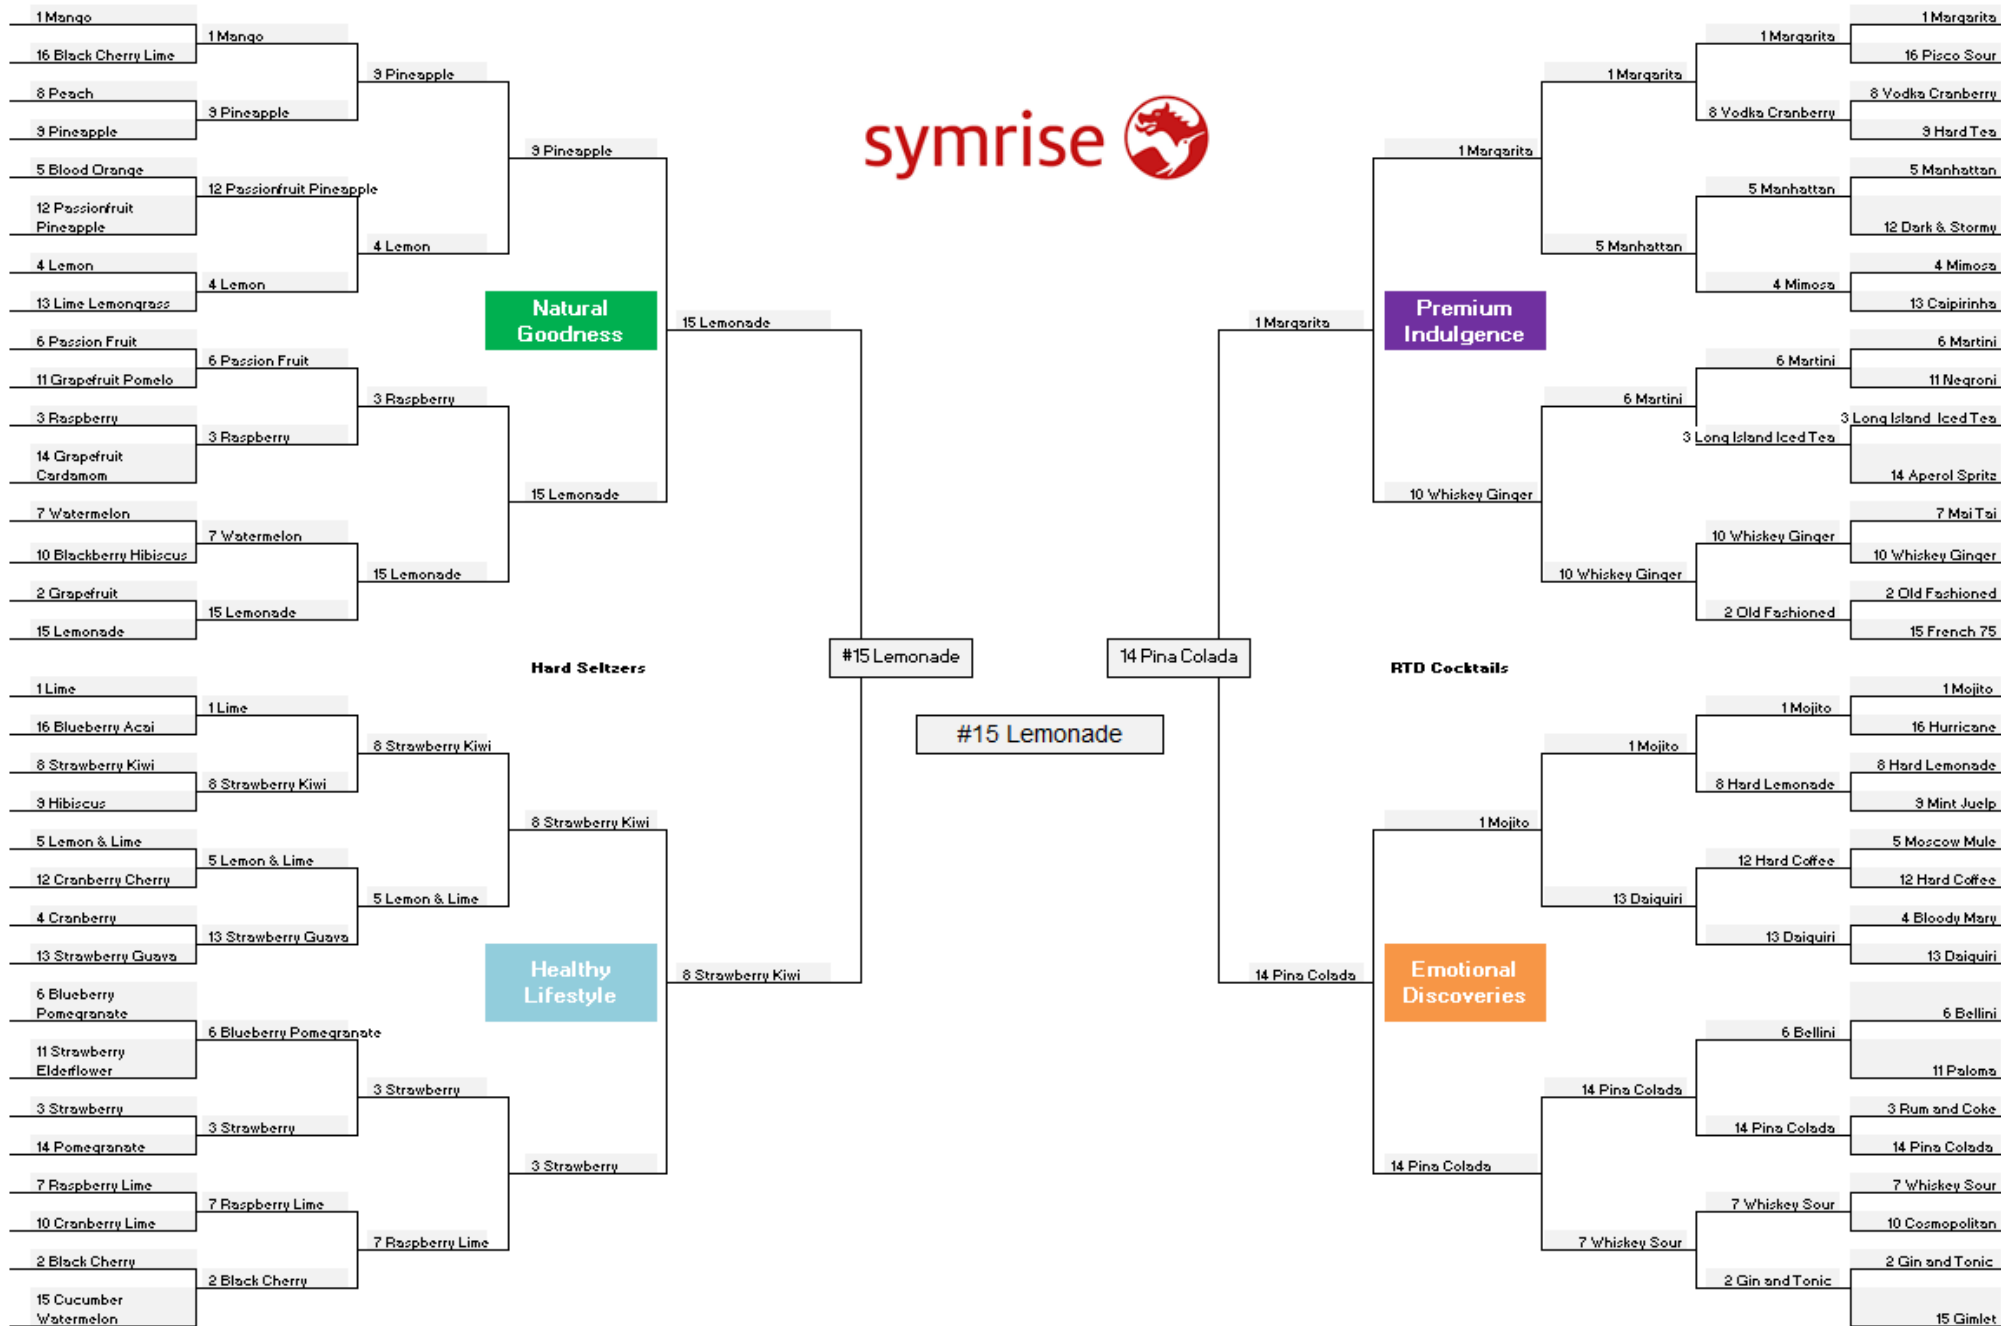 1 Mango
16 Black Cherry Lime
8 Peach
9 Pineapple
5 Blood Orange
12 Passionfruit
Pineapple
4 Lemon
13 Lime Lemongrass
6 Passion Fruit
11 Grapefruit Pomelo
3 Raspberry
14 Grapefruit
Cardamom
7 Watermelon
10 Blackberry Hibiscus
2 Grapefruit
15 Lemonade
1 Mango
9 Pineapple
12 Passionfruit Pineapple
4 Lemon
6 Passion Fruit
3 Raspberry
7 Watermelon
15 Lemonade
9 Pineapple
4 Lemon
3 Raspberry
15 Lemonade
9 Pineapple
15 Lemonade
Natural
Goodness
15 Lemonade
Hard Seltzers
1 Lime
16 Blueberry Acai
8 Strawberry Kiwi
9 Hibiscus
5 Lemon & Lime
12 Cranberry Cherry
4 Cranberry
13 Strawberry Guava
6 Blueberry
Pomegranate
11 Strawberry
Elderflower
3 Strawberry
14 Pomegranate
7 Raspberry Lime
10 Cranberry Lime
2 Black Cherry
15 Cucumber
Watermelon
1 Lime
8 Strawberry Kiwi
5 Lemon & Lime
13 Strawberry Guava
6 Blueberry Pomegranate
3 Strawberry
7 Raspberry Lime
2 Black Cherry
8 Strawberry Kiwi
5 Lemon & Lime
3 Strawberry
7 Raspberry Lime
8 Strawberry Kiwi
3 Strawberry
Healthy
Lifestyle
8 Strawberry Kiwi
#15 Lemonade
symrise
#15 Lemonade
14 Pina Colada
1 Margarita
Premium
Indulgence
1 Margarita
10 Whiskey Ginger
1 Margarita
5 Manhattan
6 Martini
10 Whiskey Ginger
1 Margarita
8 Vodka Cranberry
5 Manhattan
4 Mimosa
6 Martini
3 Long Island Iced Tea
10 Whiskey Ginger
2 Old Fashioned
1 Margarita
16 Pisco Sour
8 Vodka Cranberry
9 Hard Tea
5 Manhattan
12 Dark & Stormy
4 Mimosa
13 Caipirinha
6 Martini
11 Negroni
3 Long Island Iced Tea
14 Aperol Spritz
7 Mai Tai
10 Whiskey Ginger
2 Old Fashioned
15 French 75
RTD Cocktails
14 Pina Colada
Emotional
Discoveries
1 Mojito
14 Pina Colada
1 Mojito
13 Daiquiri
14 Pina Colada
7 Whiskey Sour
1 Mojito
8 Hard Lemonade
12 Hard Coffee
13 Daiquiri
6 Bellini
14 Pina Colada
7 Whiskey Sour
2 Gin and Tonic
1 Mojito
16 Hurricane
8 Hard Lemonade
9 Mint Juelp
5 Moscow Mule
12 Hard Coffee
4 Bloody Mary
13 Daiquiri
6 Bellini
11 Paloma
3 Rum and Coke
14 Pina Colada
7 Whiskey Sour
10 Cosmopolitan
2 Gin and Tonic
15 Gimlet